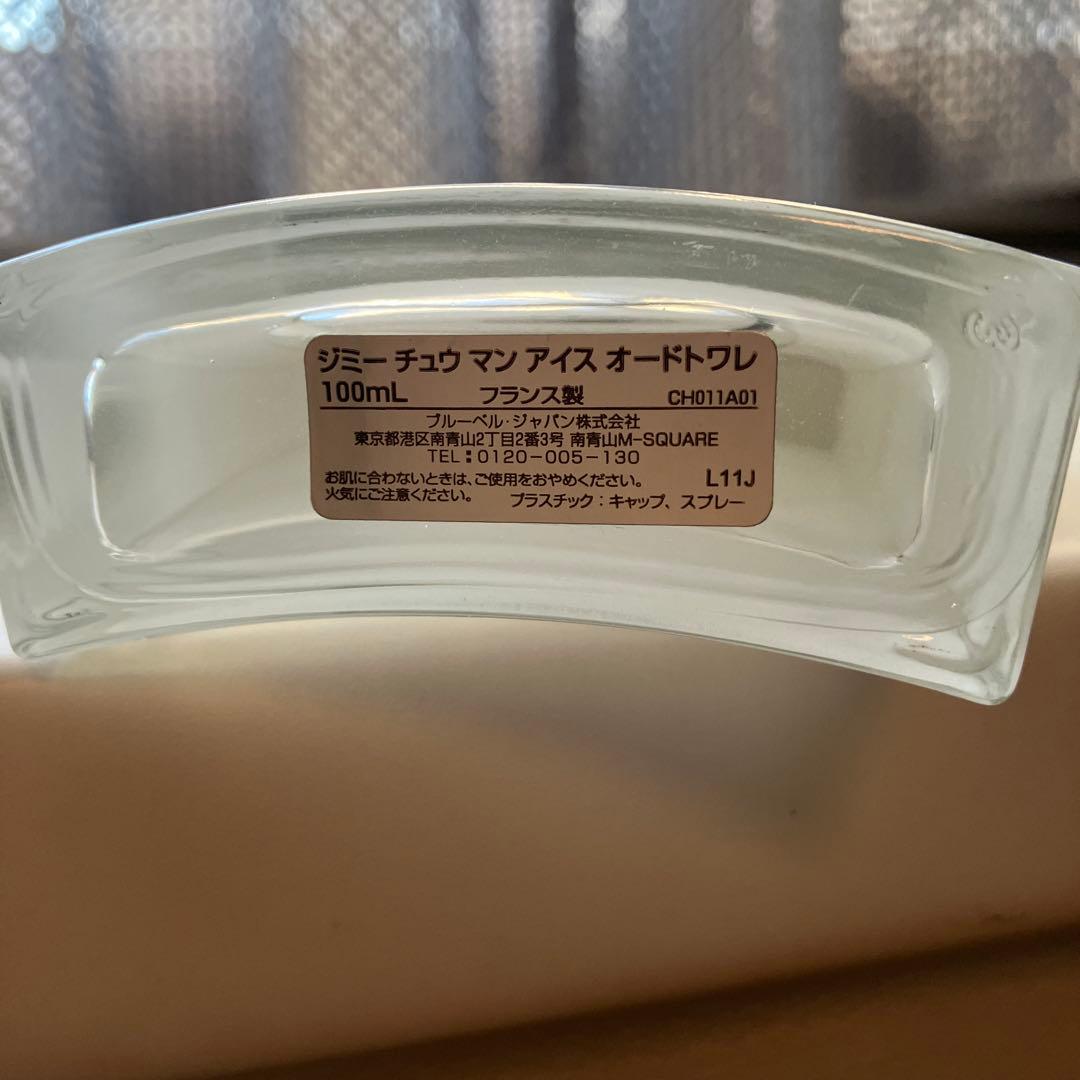 ジミー チュウ マン アイス オードトワレ
100mL フランス製 CH011A01
ブルーベル・ジャパン株式会社
東京都港区南青山2丁目2番3号 南青山M-SQUARE
TEL：0120－005－130
お肌に合わないときは、ご使用をおやめください。 L11J
火気にご注意ください。 プラスチック：キャップ、スプレー